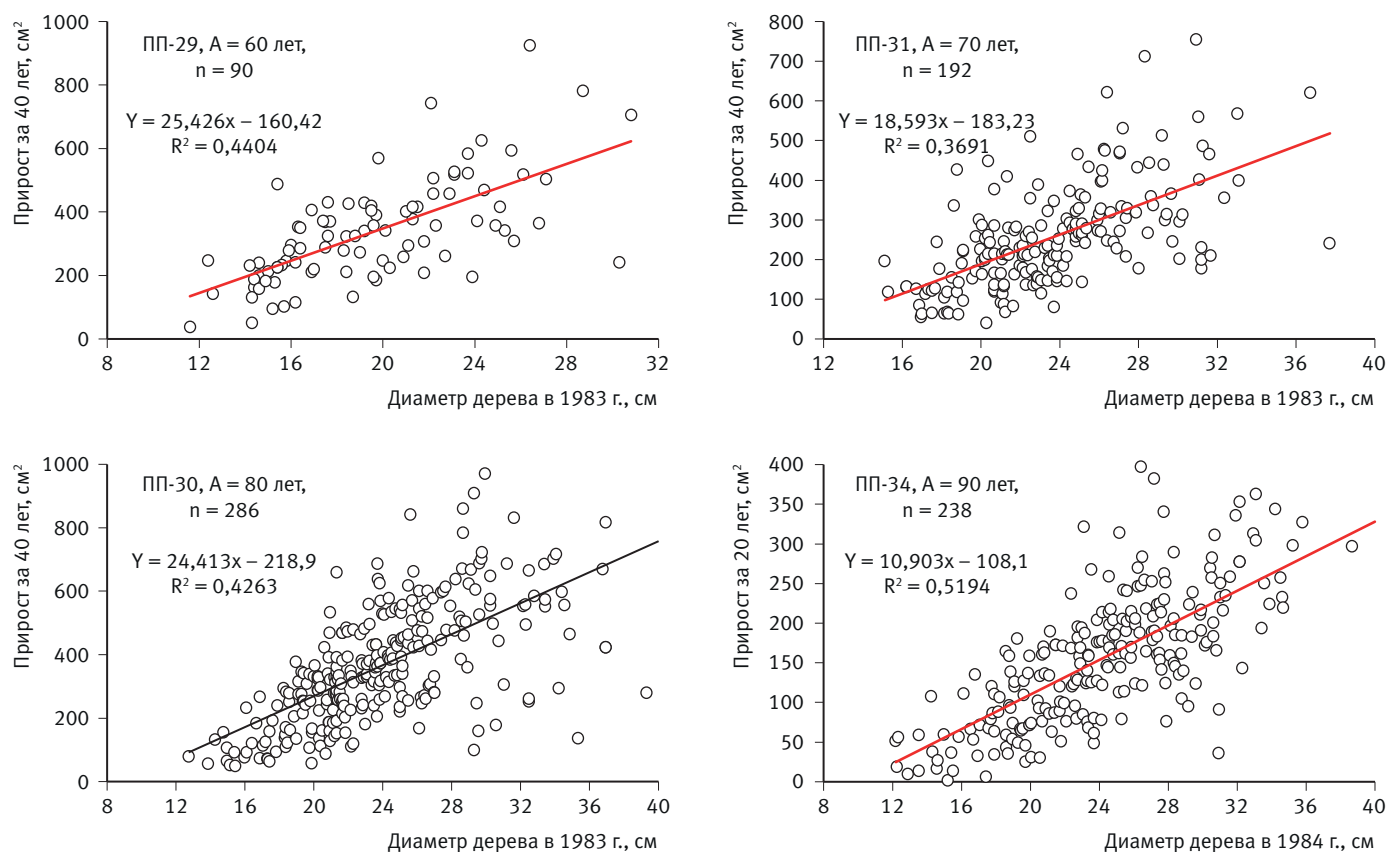 Прирост за 40 лет, см²
1000
800
600
400
200
0
ПП-29, А = 60 лет,
n = 90
Y = 25,426x – 160,42
R² = 0,4404
8 12 16 20 24 28 32
Диаметр дерева в 1983 г., см
Прирост за 40 лет, см²
800
700
600
500
400
300
200
100
0
ПП-31, А = 70 лет,
n = 192
Y = 18,593x – 183,23
R² = 0,3691
12 16 20 24 28 32 36 40
Диаметр дерева в 1983 г., см
Прирост за 40 лет, см²
1000
800
600
400
200
0
ПП-30, А = 80 лет,
n = 286
Y = 24,413x – 218,9
R² = 0,4263
8 12 16 20 24 28 32 36 40
Диаметр дерева в 1983 г., см
Прирост за 20 лет, см²
400
350
300
250
200
150
100
50
0
ПП-34, А = 90 лет,
n = 238
Y = 10,903x – 108,1
R² = 0,5194
8 12 16 20 24 28 32 36 40
Диаметр дерева в 1984 г., см